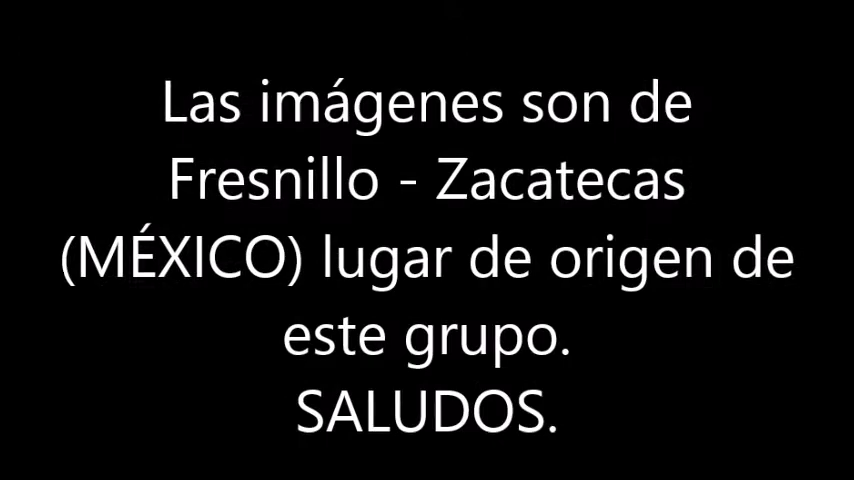 Las imágenes son de
Fresnillo - Zacatecas
(MÉXICO) lugar de origen de
este grupo.
SALUDOS.